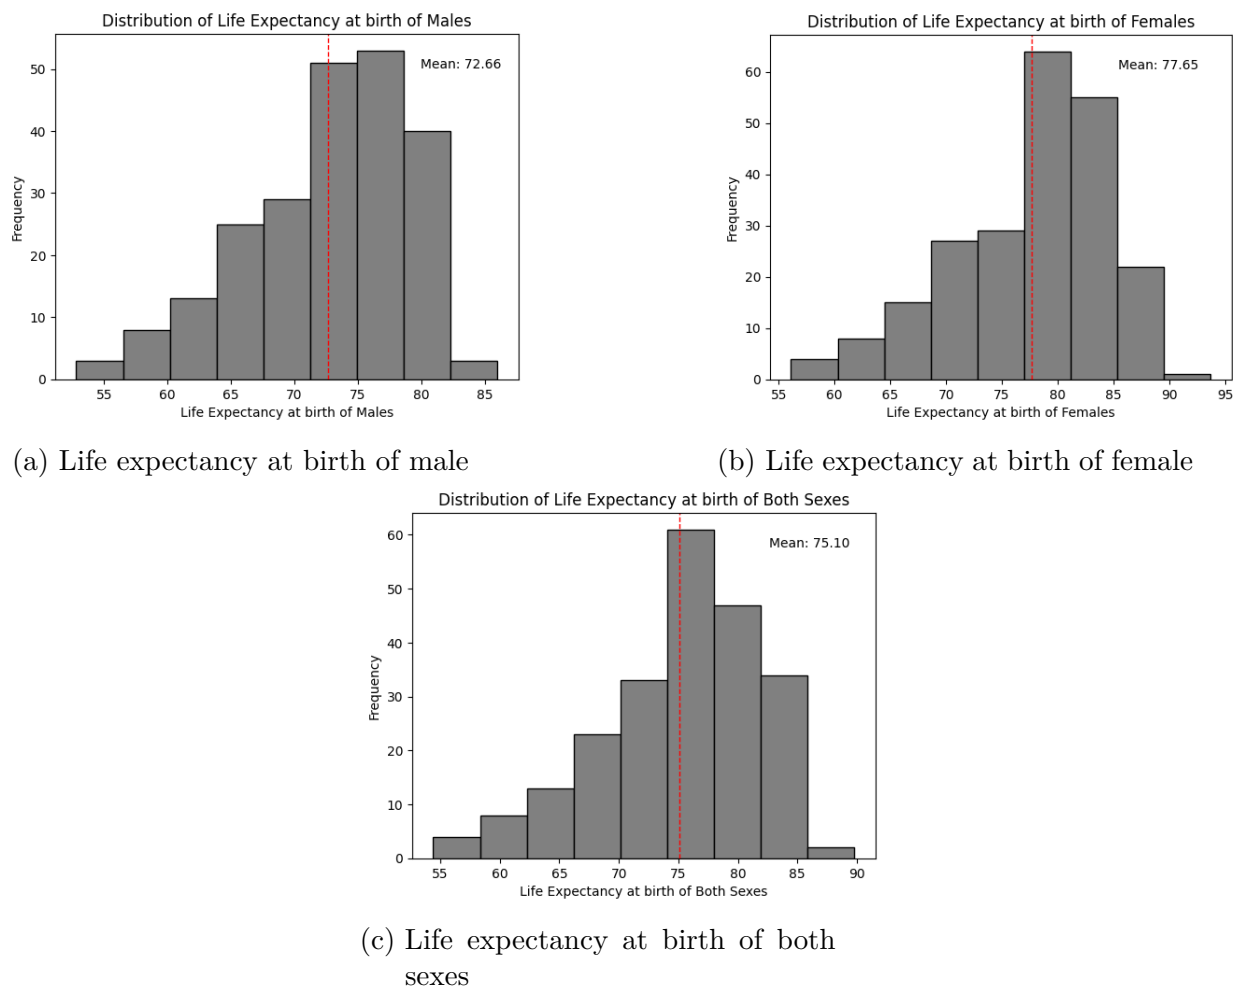 Distribution of Life Expectancy at birth of Males
Mean: 72.66
50
40
30
20
10
0
Frequency
55 60 65 70 75 80 85
Life Expectancy at birth of Males
(a) Life expectancy at birth of male
Distribution of Life Expectancy at birth of Females
Mean: 77.65
60
50
40
30
20
10
0
Frequency
55 60 65 70 75 80 85 90 95
Life Expectancy at birth of Females
(b) Life expectancy at birth of female
Distribution of Life Expectancy at birth of Both Sexes
Mean: 75.10
60
50
40
30
20
10
0
Frequency
55 60 65 70 75 80 85 90
Life Expectancy at birth of Both Sexes
(c) Life expectancy at birth of both
sexes